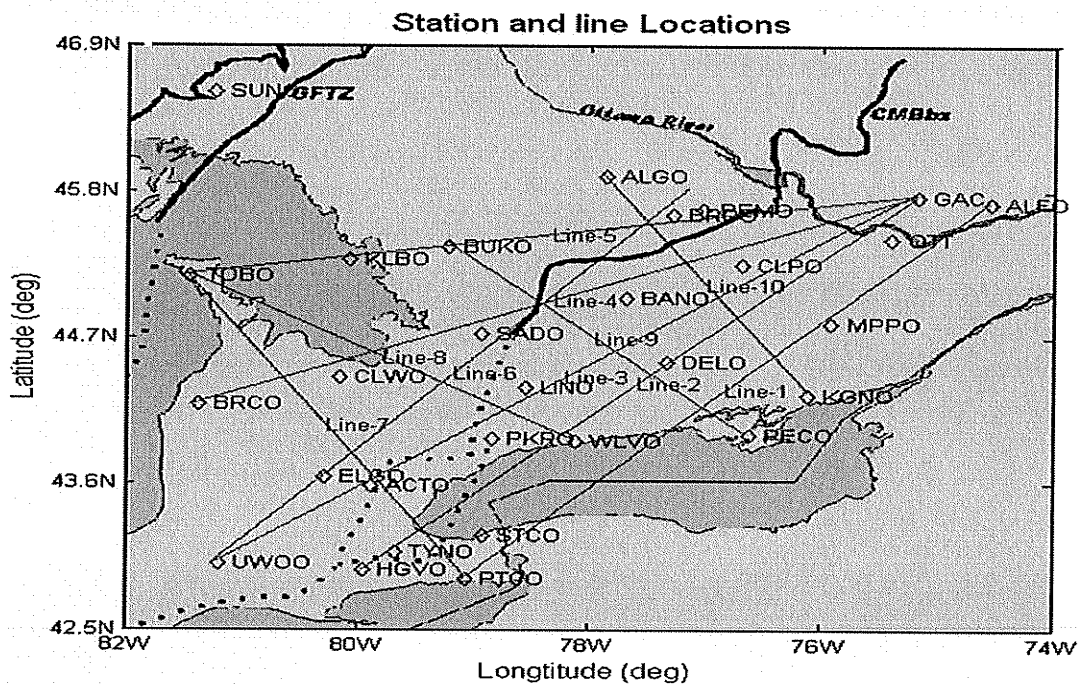 Station and line Locations
46.9N
SUN
GFTZ
Ottawa River
CMBbz
45.8N
ALGO
GAC
ALFO
PEMO
BRCO
OTT
BUKO
Line-5
KLBO
CLPO
TOBO
Line-10
Line-4
BANO
MPPO
44.7N
SADO
Line-9
Line-8
DELO
Line-6
Line-3
CLWO
LINO
Line-2
Line-1
KGNO
BRCO
Line-7
PKRO
WLVO
PECO
43.6N
ELGO
ACTO
STCO
TYNO
UWOO
HGVO
PTCO
42.5N
82W
80W
78W
76W
74W
Latitude (deg)
Longtitude (deg)